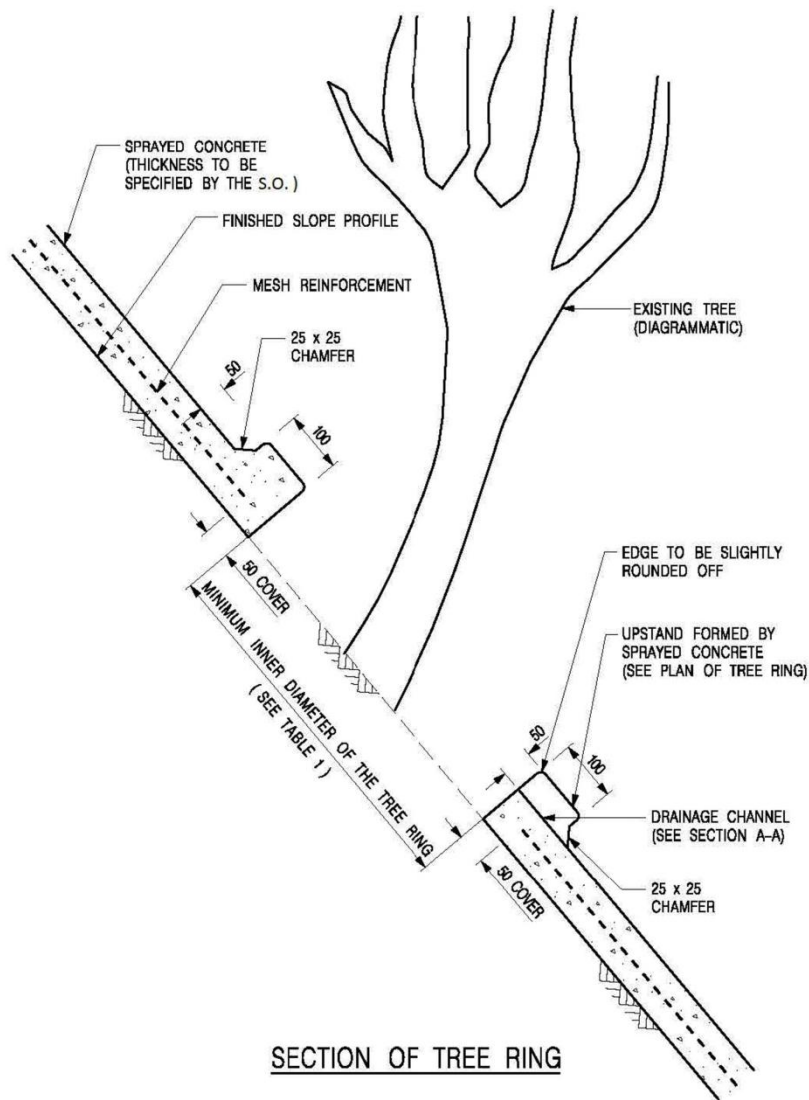 SPRAYED CONCRETE
(THICKNESS TO BE
SPECIFIED BY THE S.O.)
FINISHED SLOPE PROFILE
MESH REINFORCEMENT
25 x 25
CHAMFER
50
100
EXISTING TREE
(DIAGRAMMATIC)
50 COVER
MINIMUM INNER DIAMETER OF THE TREE RING
( SEE TABLE 1 )
EDGE TO BE SLIGHTLY
ROUNDED OFF
UPSTAND FORMED BY
SPRAYED CONCRETE
(SEE PLAN OF TREE RING)
50
100
DRAINAGE CHANNEL
(SEE SECTION A-A)
25 x 25
CHAMFER
50 COVER
SECTION OF TREE RING